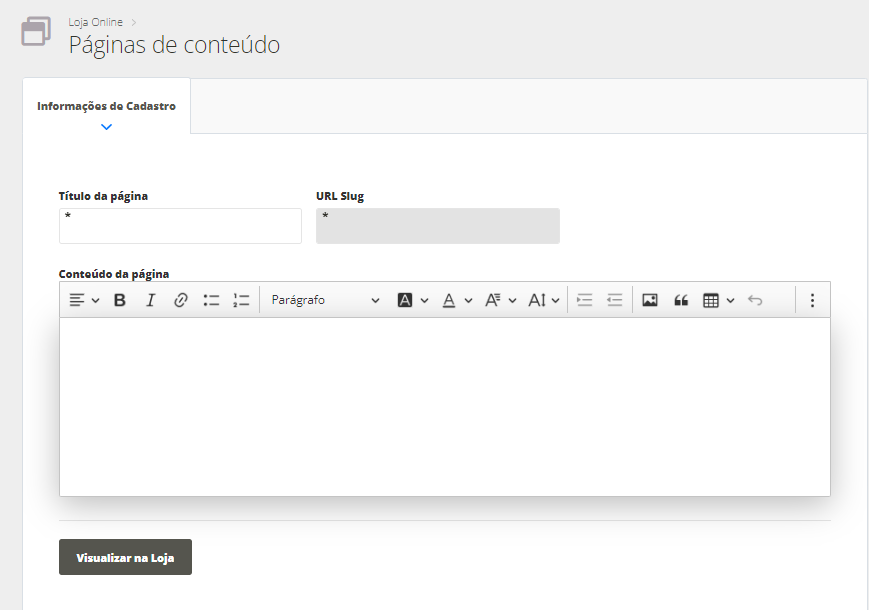 Loja Online
Páginas de conteúdo
Informações de Cadastro
Título da página
URL Slug
*
*
Conteúdo da página
B I Parágrafo A A A A
Visualizar na Loja